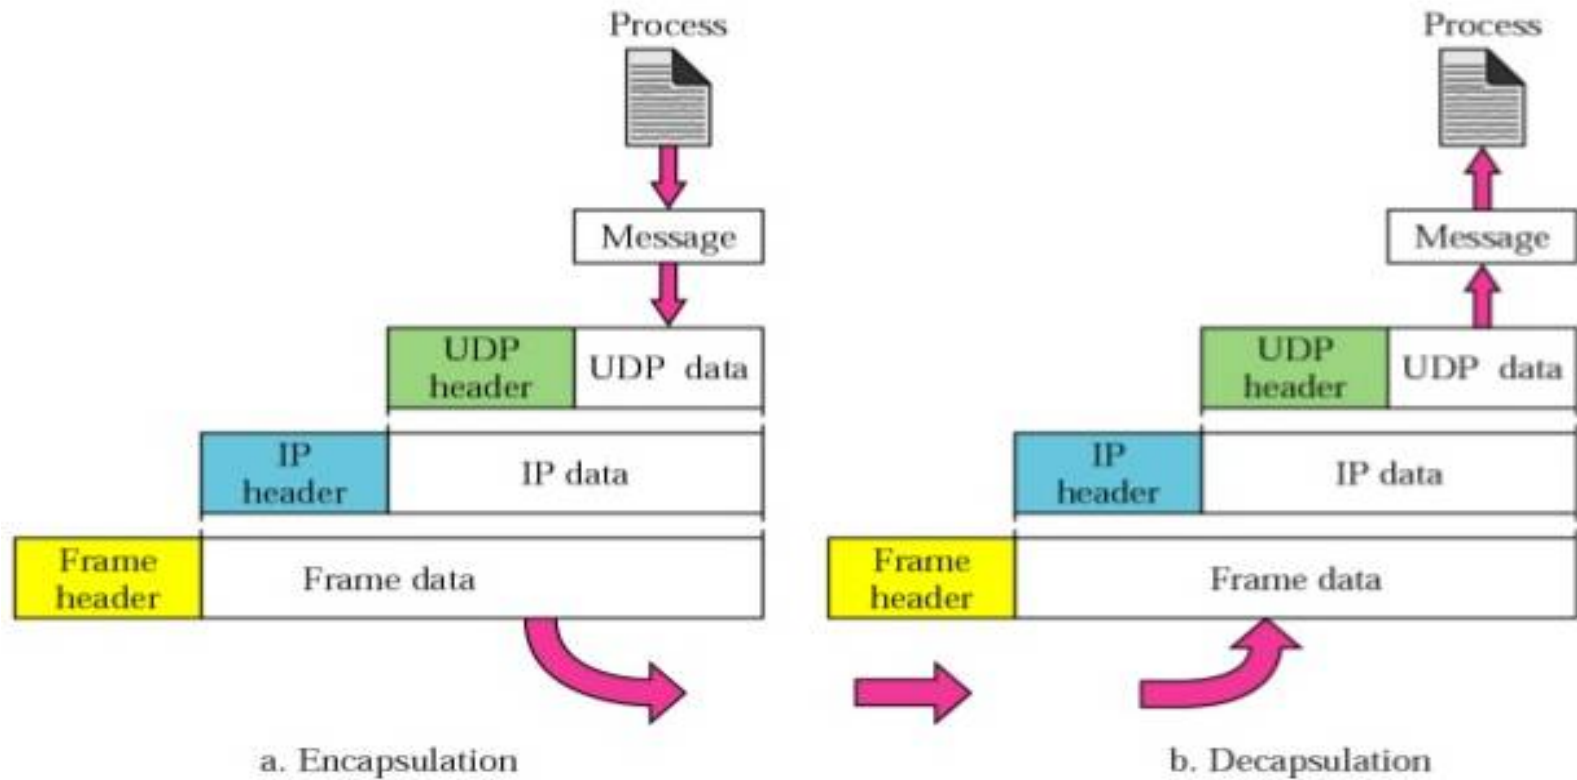 Process
Message
UDP
header
UDP data
IP
header
IP data
Frame
header
Frame data
a. Encapsulation
Process
Message
UDP
header
UDP data
IP
header
IP data
Frame
header
Frame data
b. Decapsulation